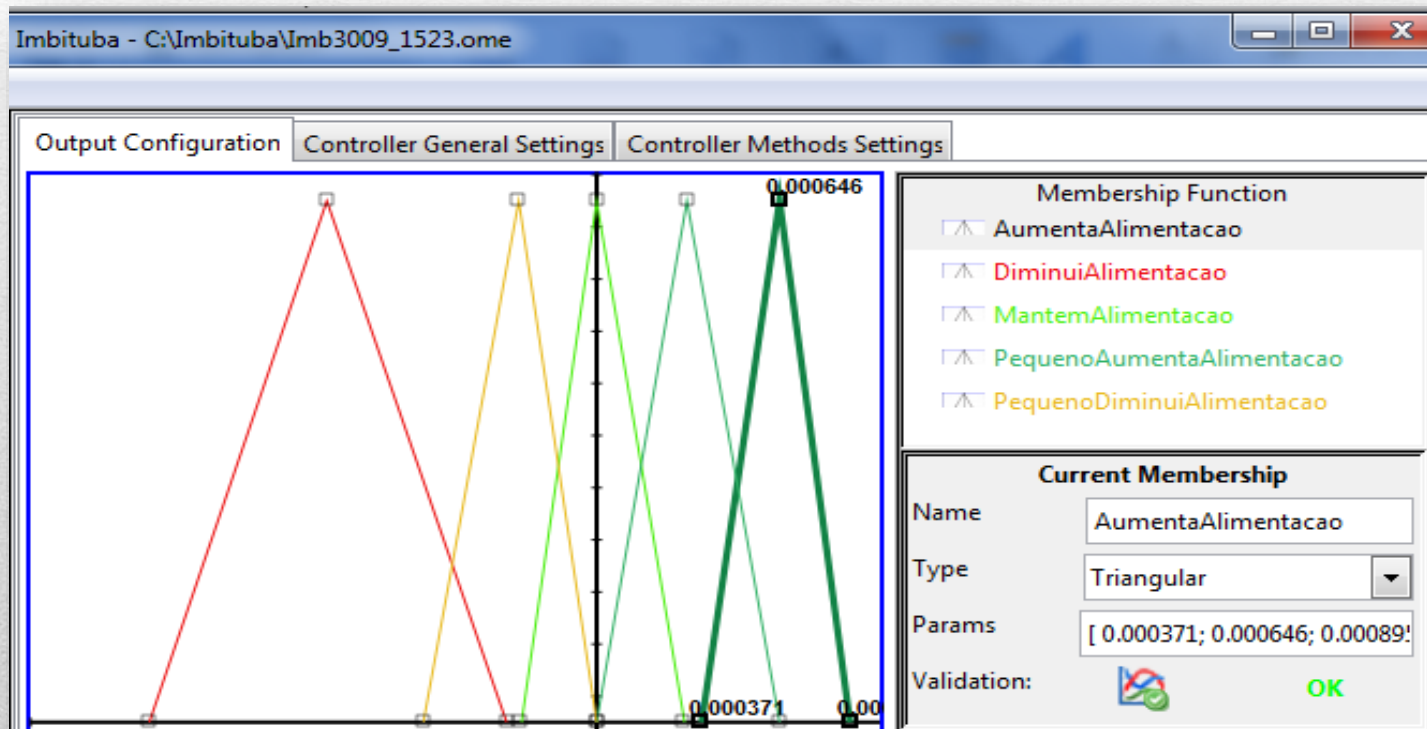 Imbituba - C:\Imbituba\Imb3009_1523.ome
Output Configuration
Controller General Settings
Controller Methods Settings
0.000646
0.000371
0.00
Membership Function
AumentaAlimentacao
DiminuiAlimentacao
MantemAlimentacao
PequenoAumentaAlimentacao
PequenoDiminuiAlimentacao
Current Membership
Name
AumentaAlimentacao
Type
Triangular
Params
[ 0.000371; 0.000646; 0.000895
Validation:
OK